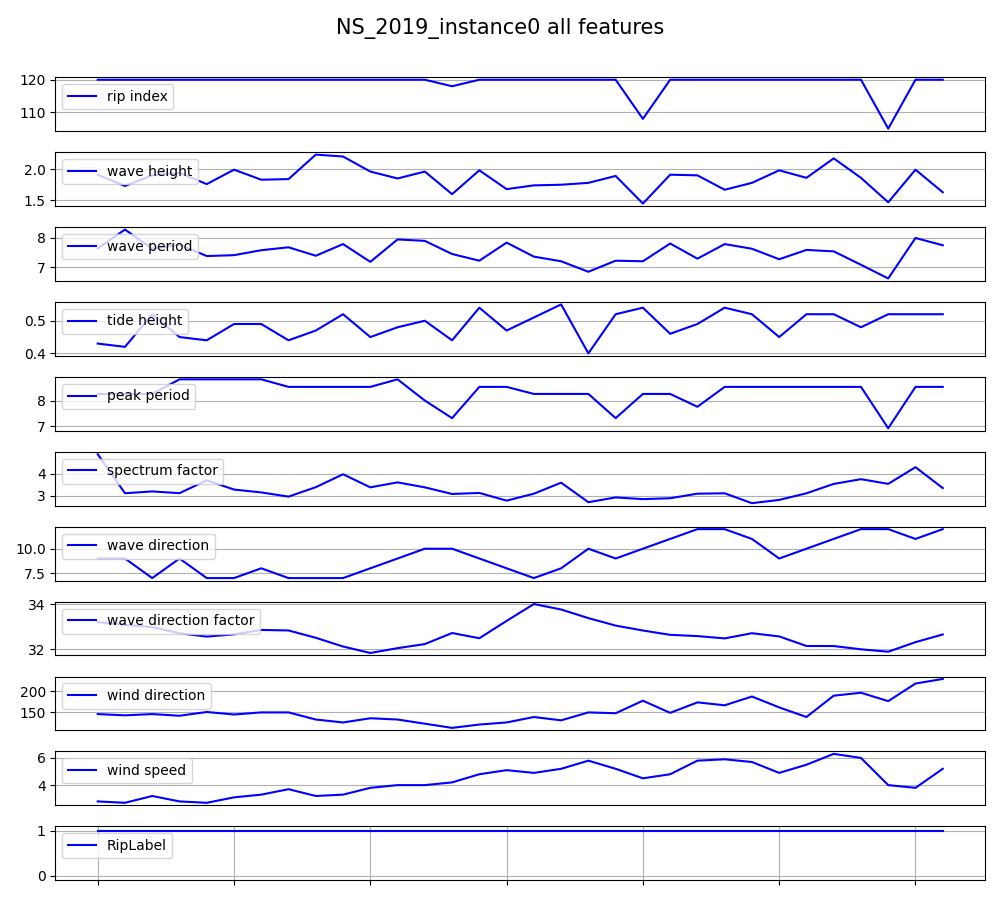 NS_2019_instance0 all features
120
110
rip index
2.0
1.5
wave height
8
7
wave period
0.5
0.4
tide height
8
7
peak period
4
3
spectrum factor
10.0
7.5
wave direction
34
32
wave direction factor
200
150
wind direction
6
4
wind speed
1
0
RipLabel